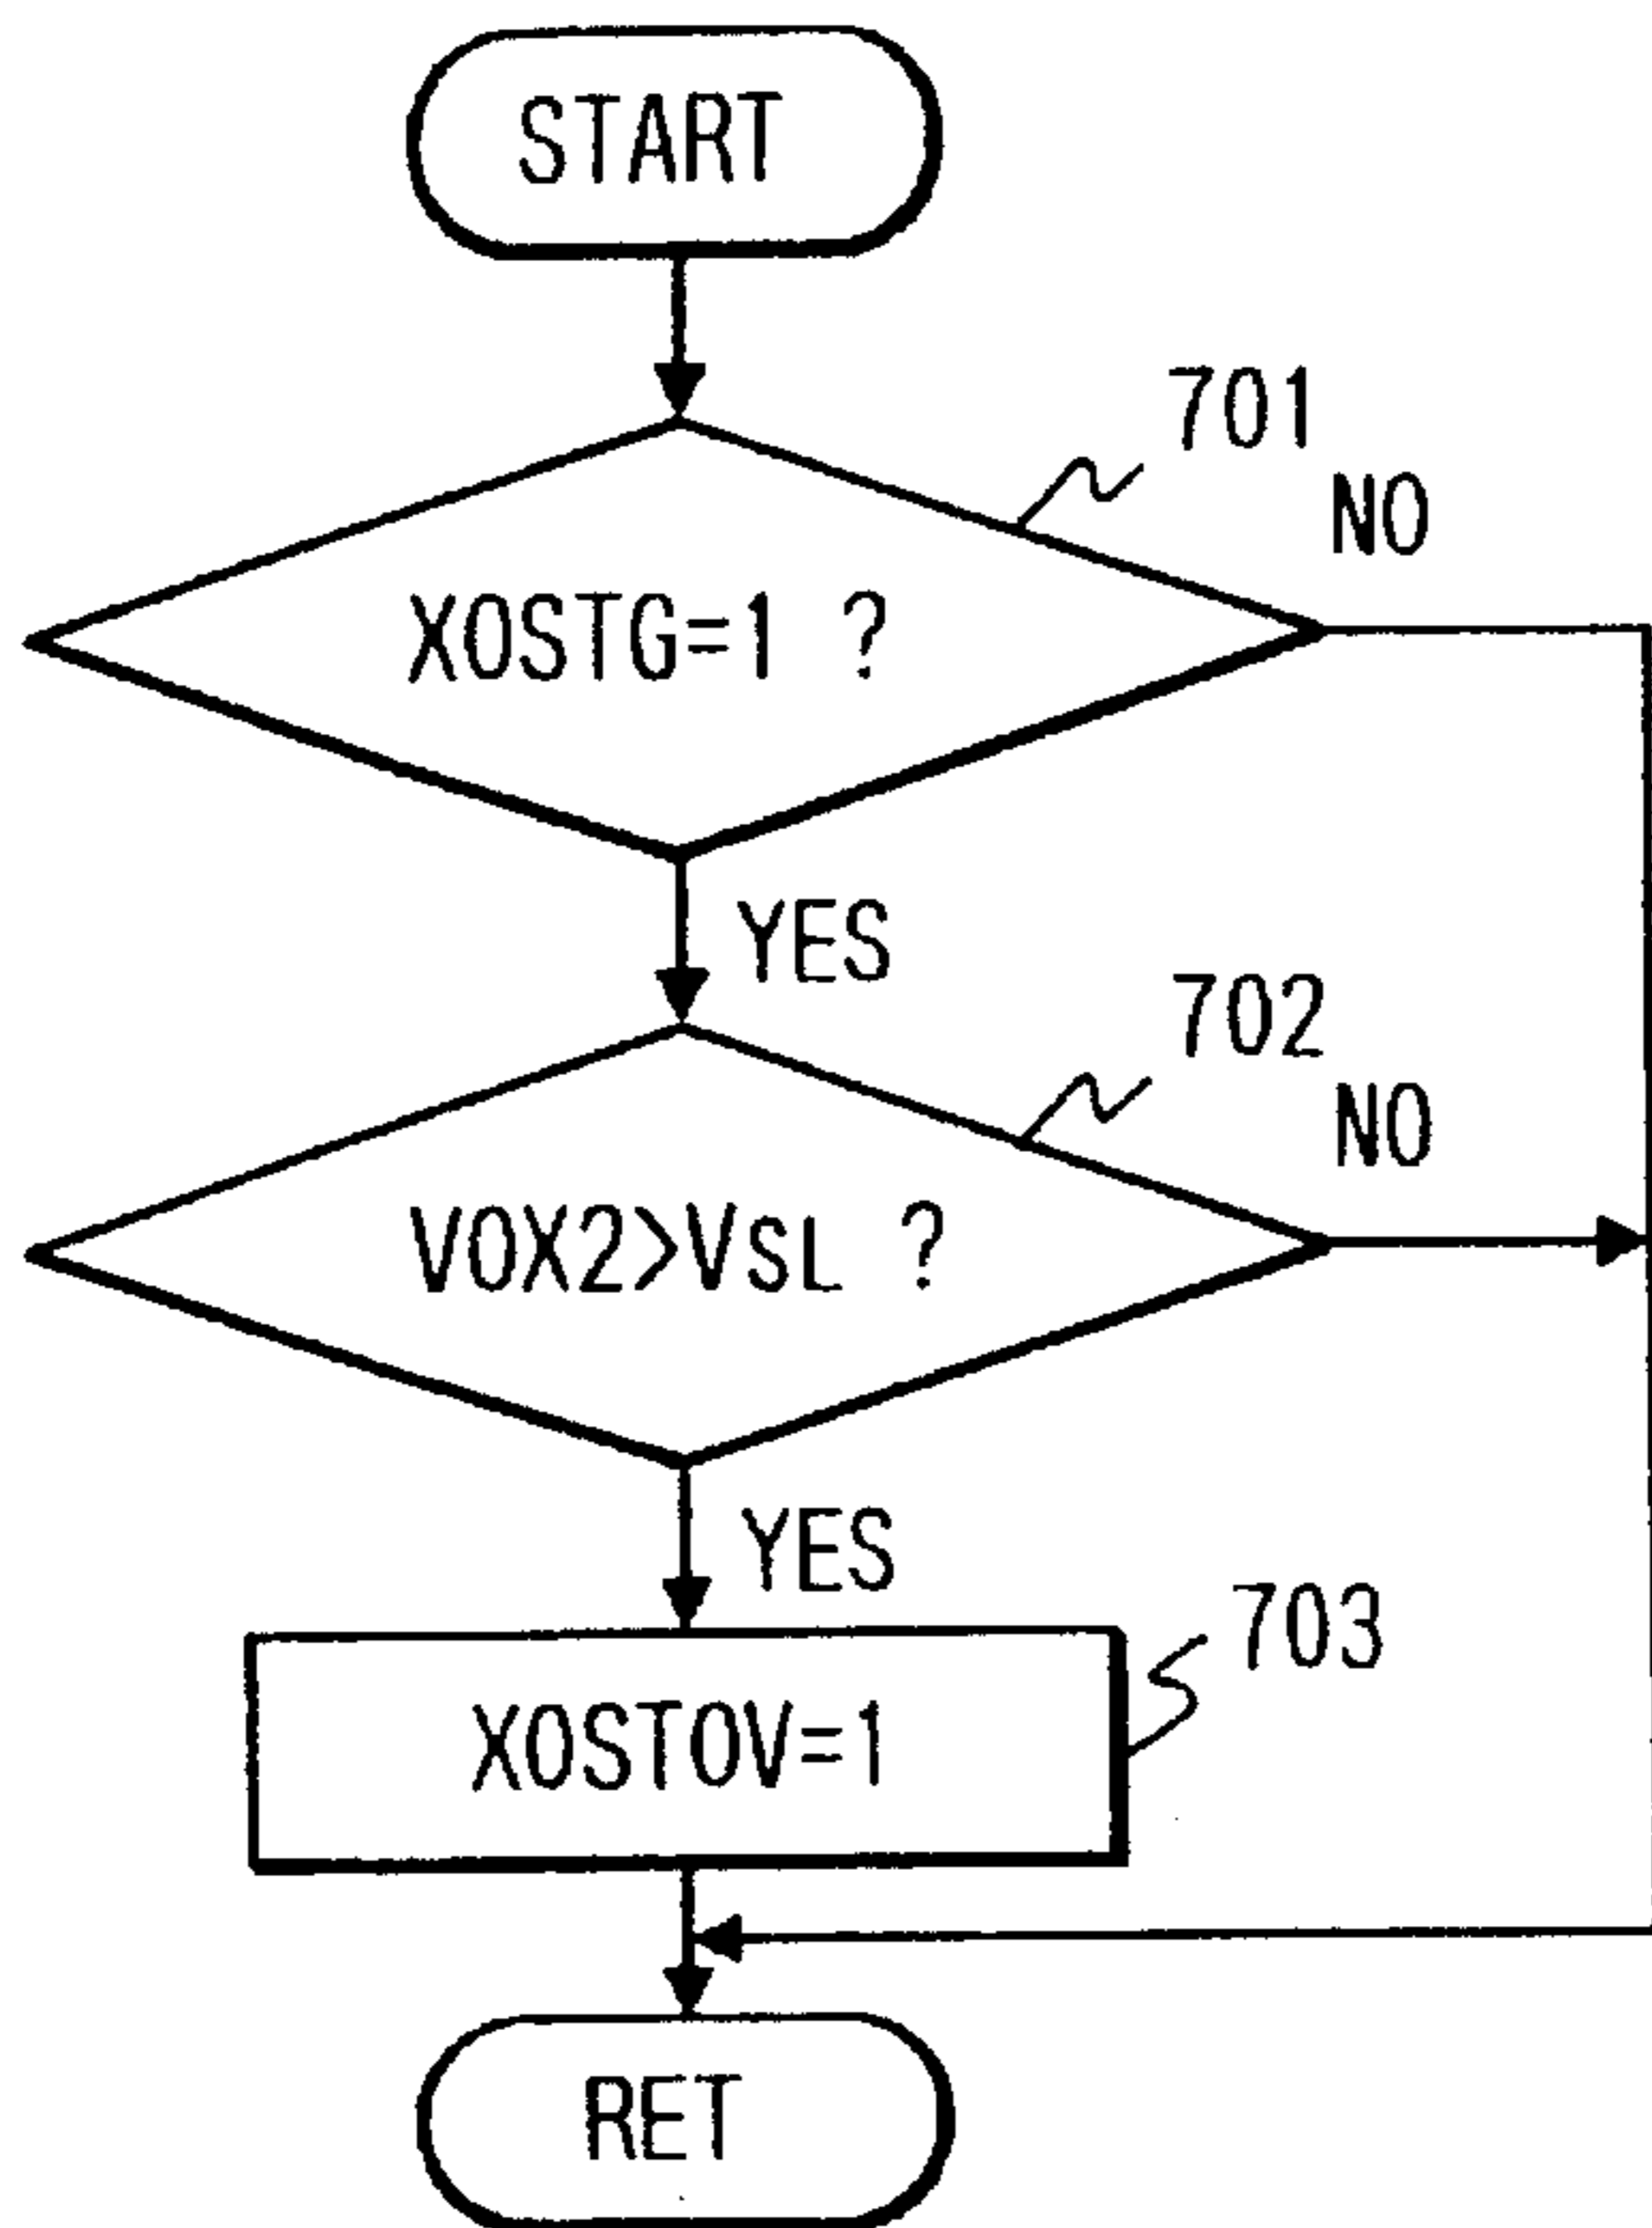 START
701
NO
XOSTG=1 ?
YES
702
NO
VOX2>VSL ?
YES
703
XOSTOV=1
RET